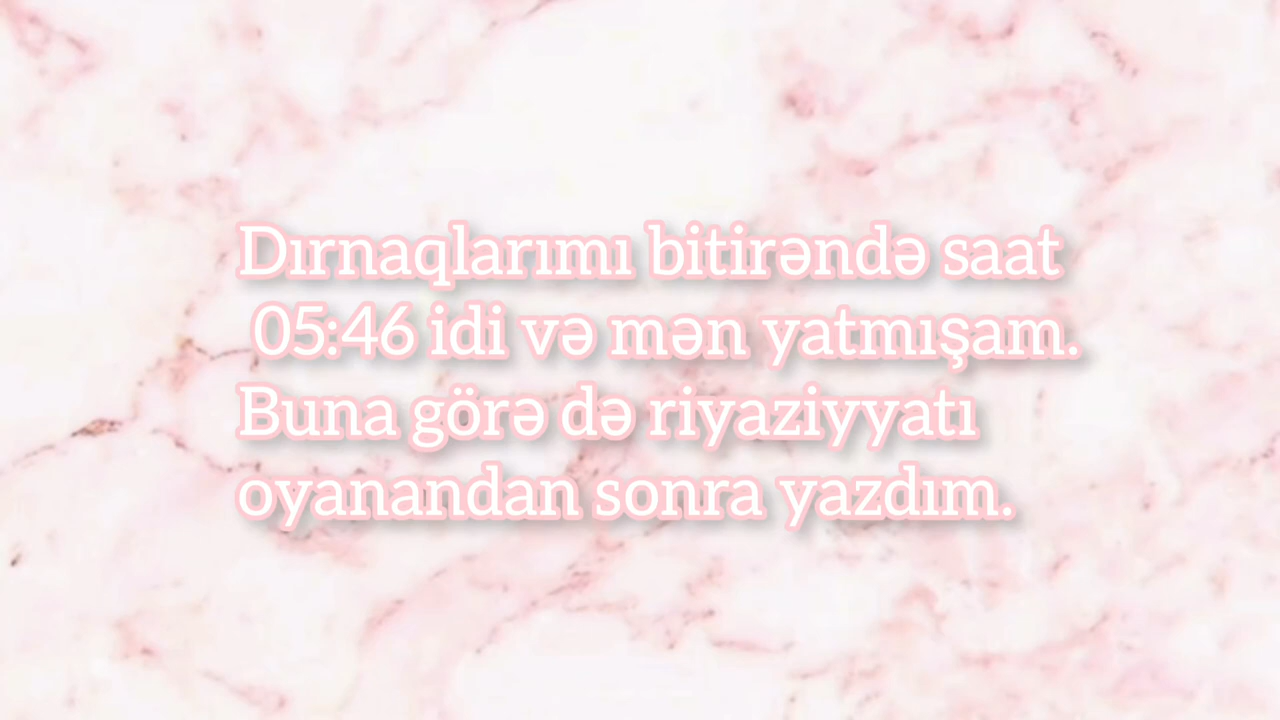 Dırnaqlarımı bitirəndə saat
05:46 idi və mən yatmışam.
Buna görə də riyaziyyatı
oyanandan sonra yazdım.